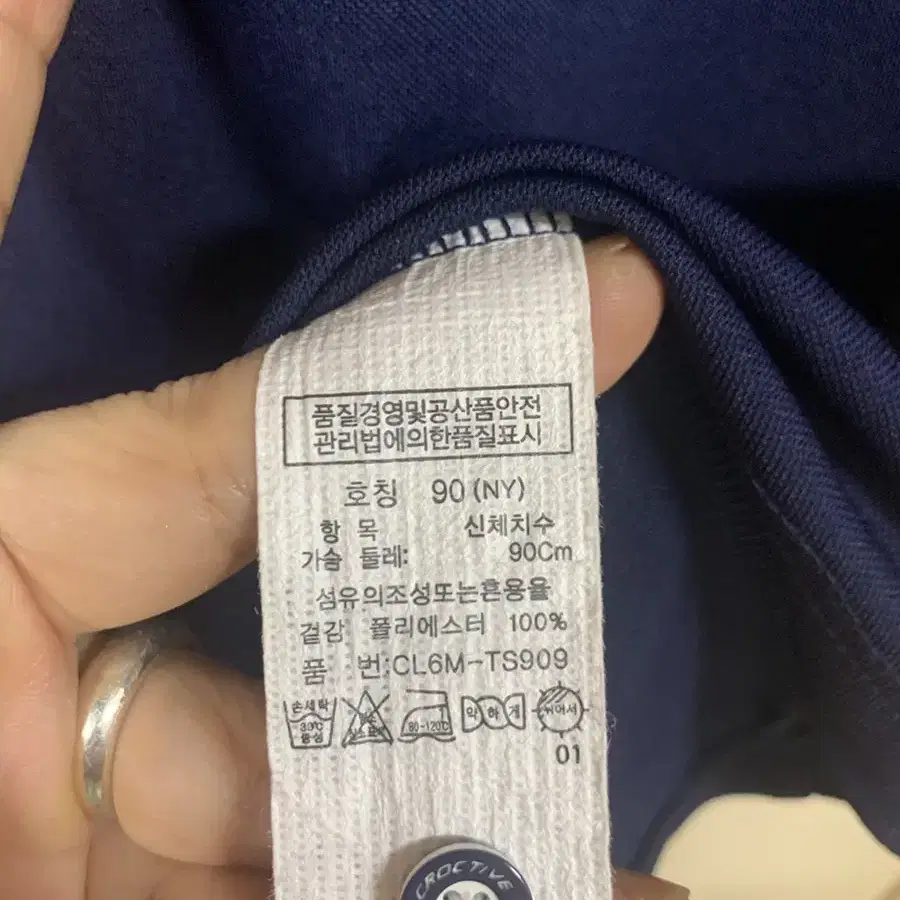 품질경영및공산품안전
관리법에의한품질표시
호칭 90 (NY)
항 목 신체치수
가슴 둘레: 90Cm
섬유의조성또는혼용율
겉감 폴리에스터 100%
품 번:CL6M-TS909
손세탁 30℃ 중성 80-120℃ 약하게 뉘어서
01
CROCTIVE